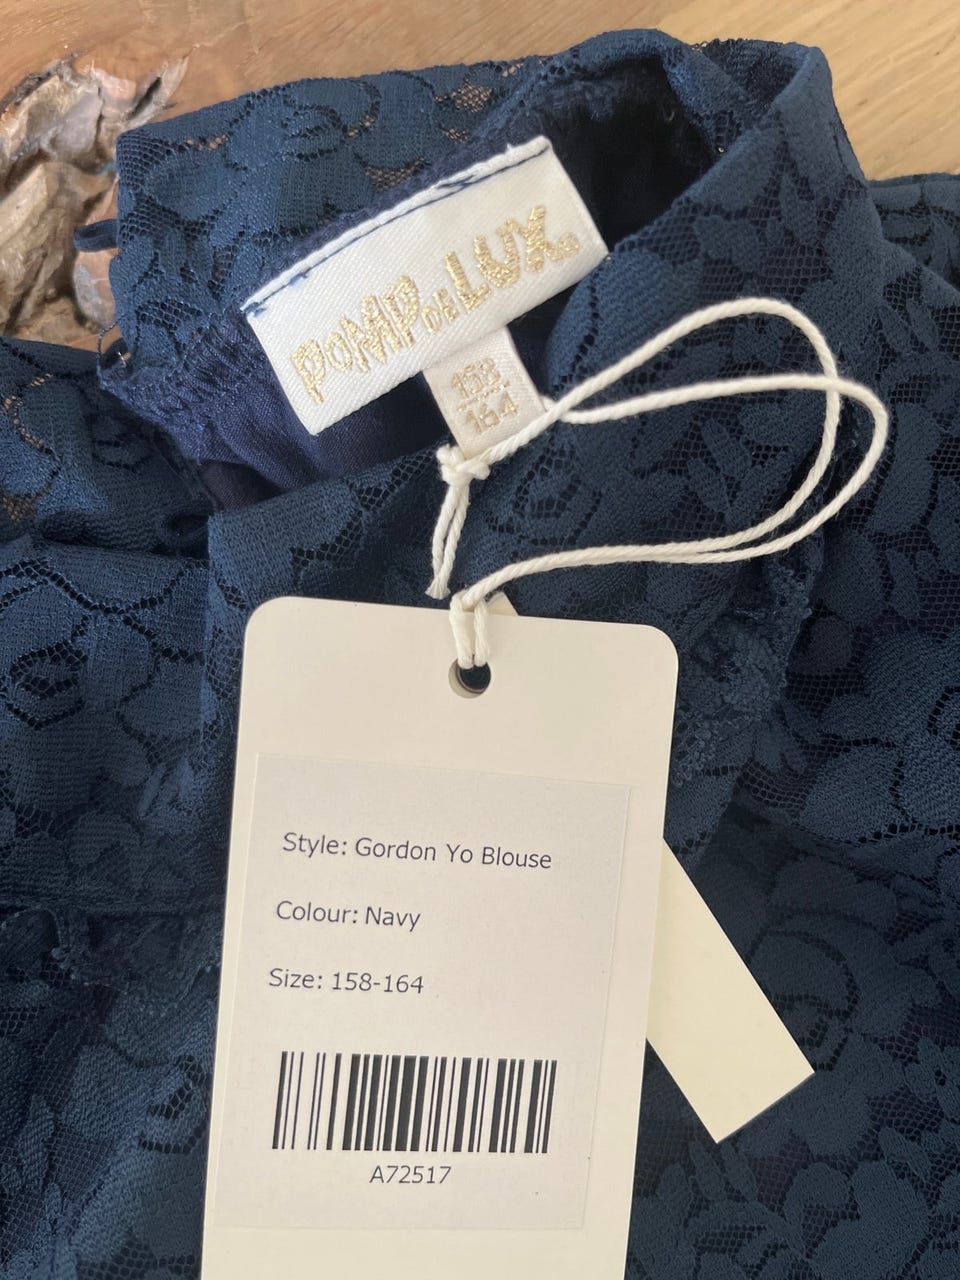 POMP DE LUX
158
164
Style: Gordon Yo Blouse
Colour: Navy
Size: 158-164
A72517